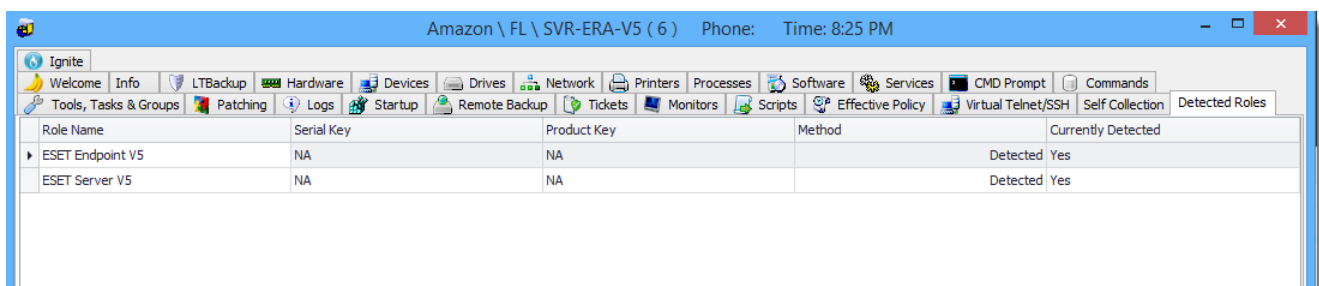 Amazon \ FL \ SVR-ERA-V5 ( 6 ) Phone: Time: 8:25 PM
Ignite
Welcome Info LTBackup Hardware Devices Drives Network Printers Processes Software Services CMD Prompt Commands
Tools, Tasks & Groups Patching Logs Startup Remote Backup Tickets Monitors Scripts Effective Policy Virtual Telnet/SSH Self Collection Detected Roles
Role Name Serial Key Product Key Method Currently Detected
ESET Endpoint V5 NA NA Detected Yes
ESET Server V5 NA NA Detected Yes